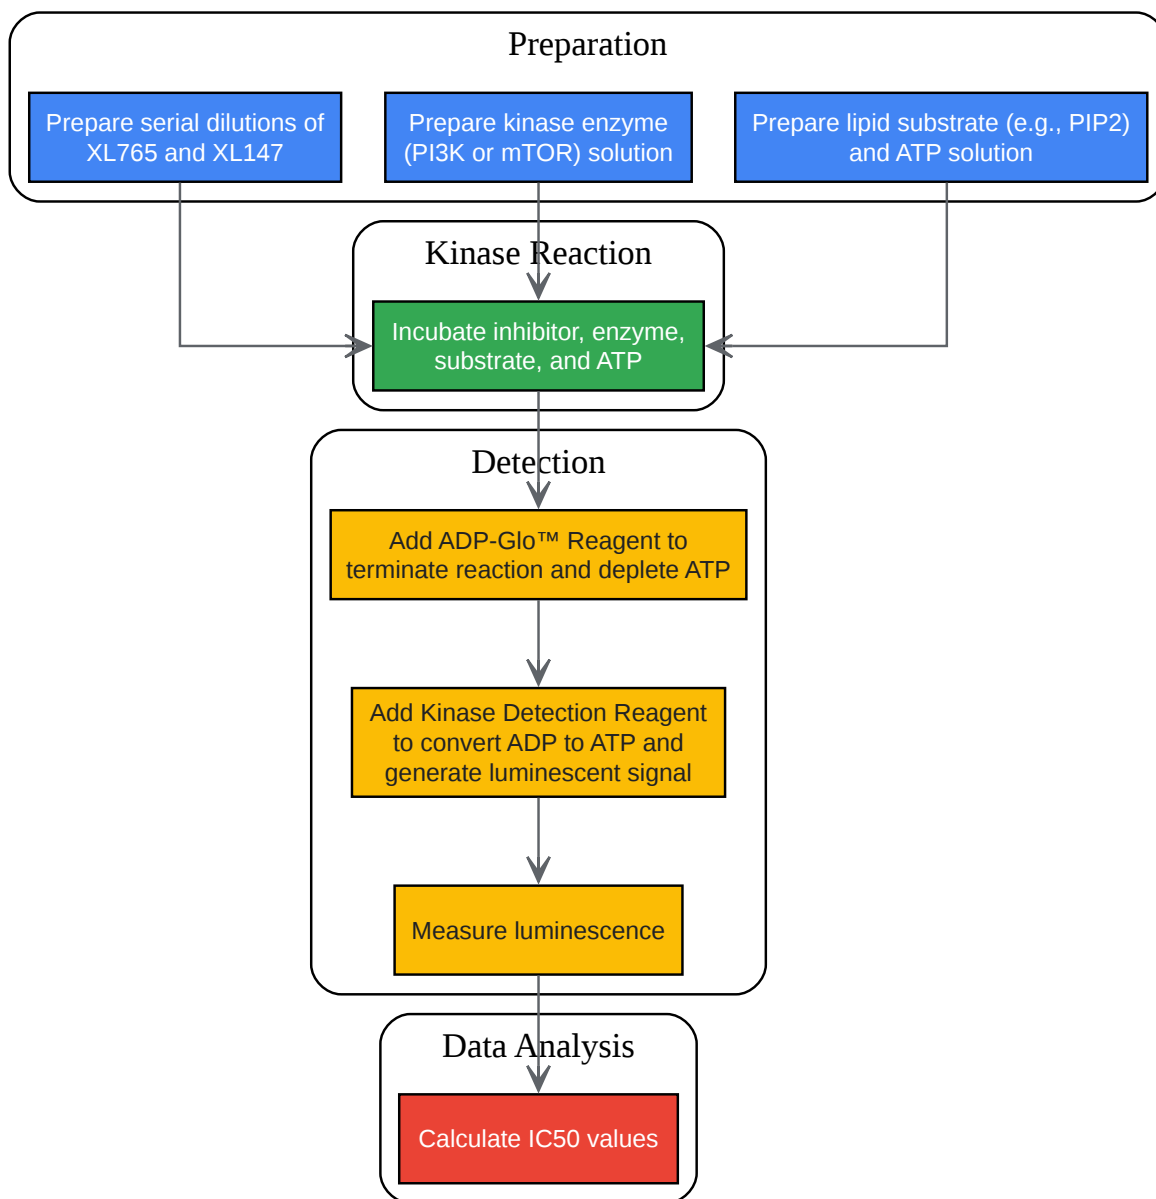 Preparation
Prepare serial dilutions of
XL765 and XL147
Prepare kinase enzyme
(PI3K or mTOR) solution
Prepare lipid substrate (e.g., PIP2)
and ATP solution
Kinase Reaction
Incubate inhibitor, enzyme,
substrate, and ATP
Detection
Add ADP-Glo™ Reagent to
terminate reaction and deplete ATP
Add Kinase Detection Reagent
to convert ADP to ATP and
generate luminescent signal
Measure luminescence
Data Analysis
Calculate IC50 values